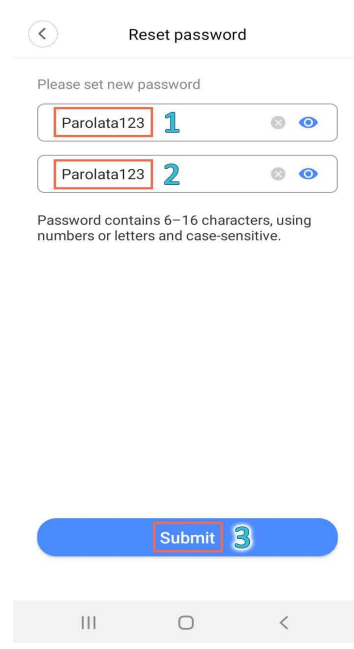 Reset password
Please set new password
Parolata123 1
Parolata123 2
Password contains 6–16 characters, using
numbers or letters and case-sensitive.
Submit 3